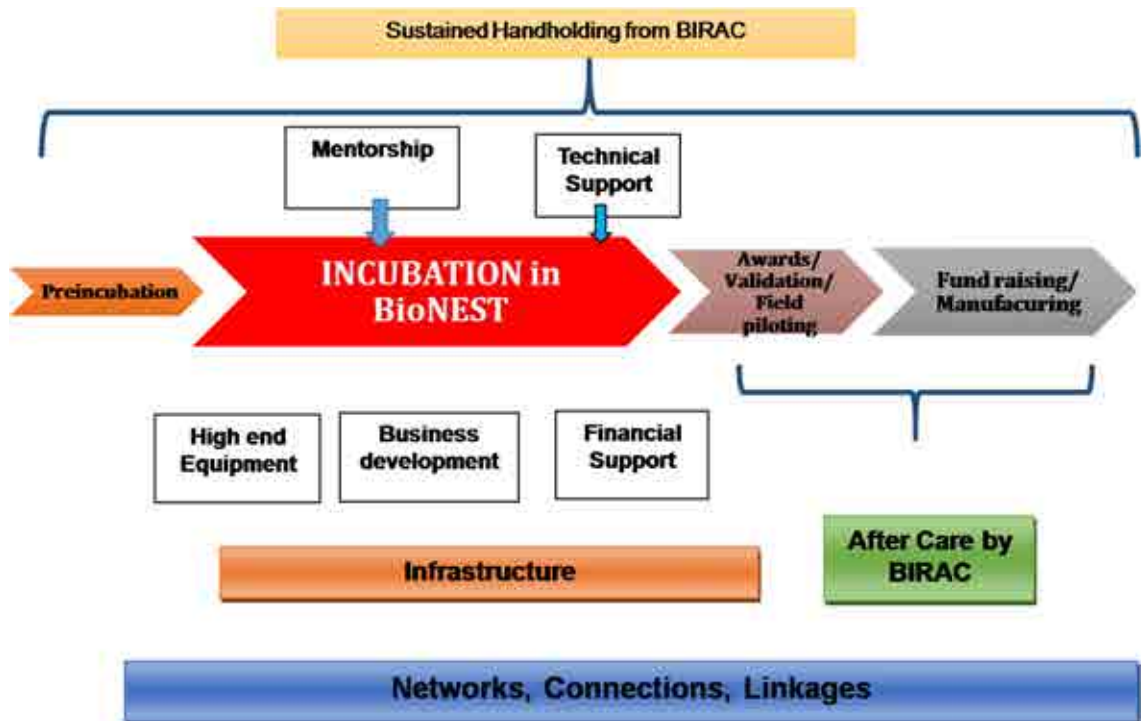 Sustained Handholding from BIRAC
Mentorship
Technical
Support
Preincubation
INCUBATION in
BioNEST
Awards/
Validation/
Field
piloting
Fund raising/
Manufacuring
High end
Equipment
Business
development
Financial
Support
Infrastructure
After Care by
BIRAC
Networks, Connections, Linkages